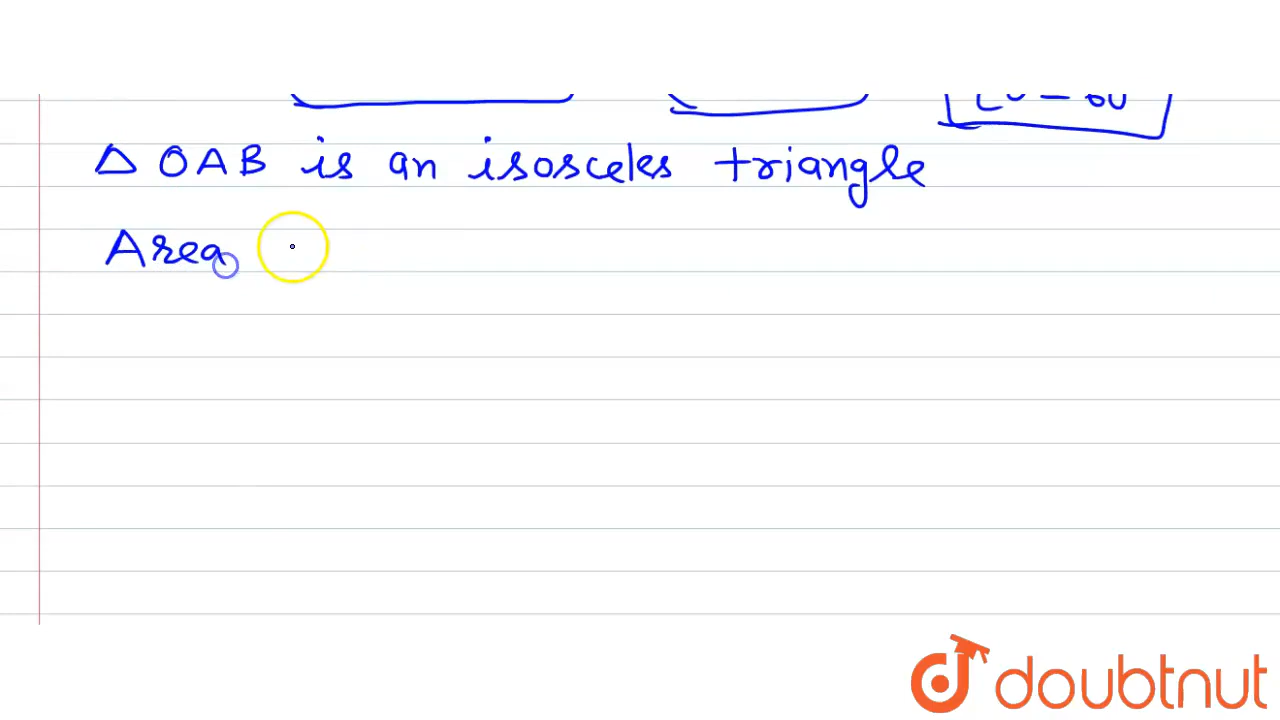 △ OAB is an isosceles triangle
Area
doubtnut